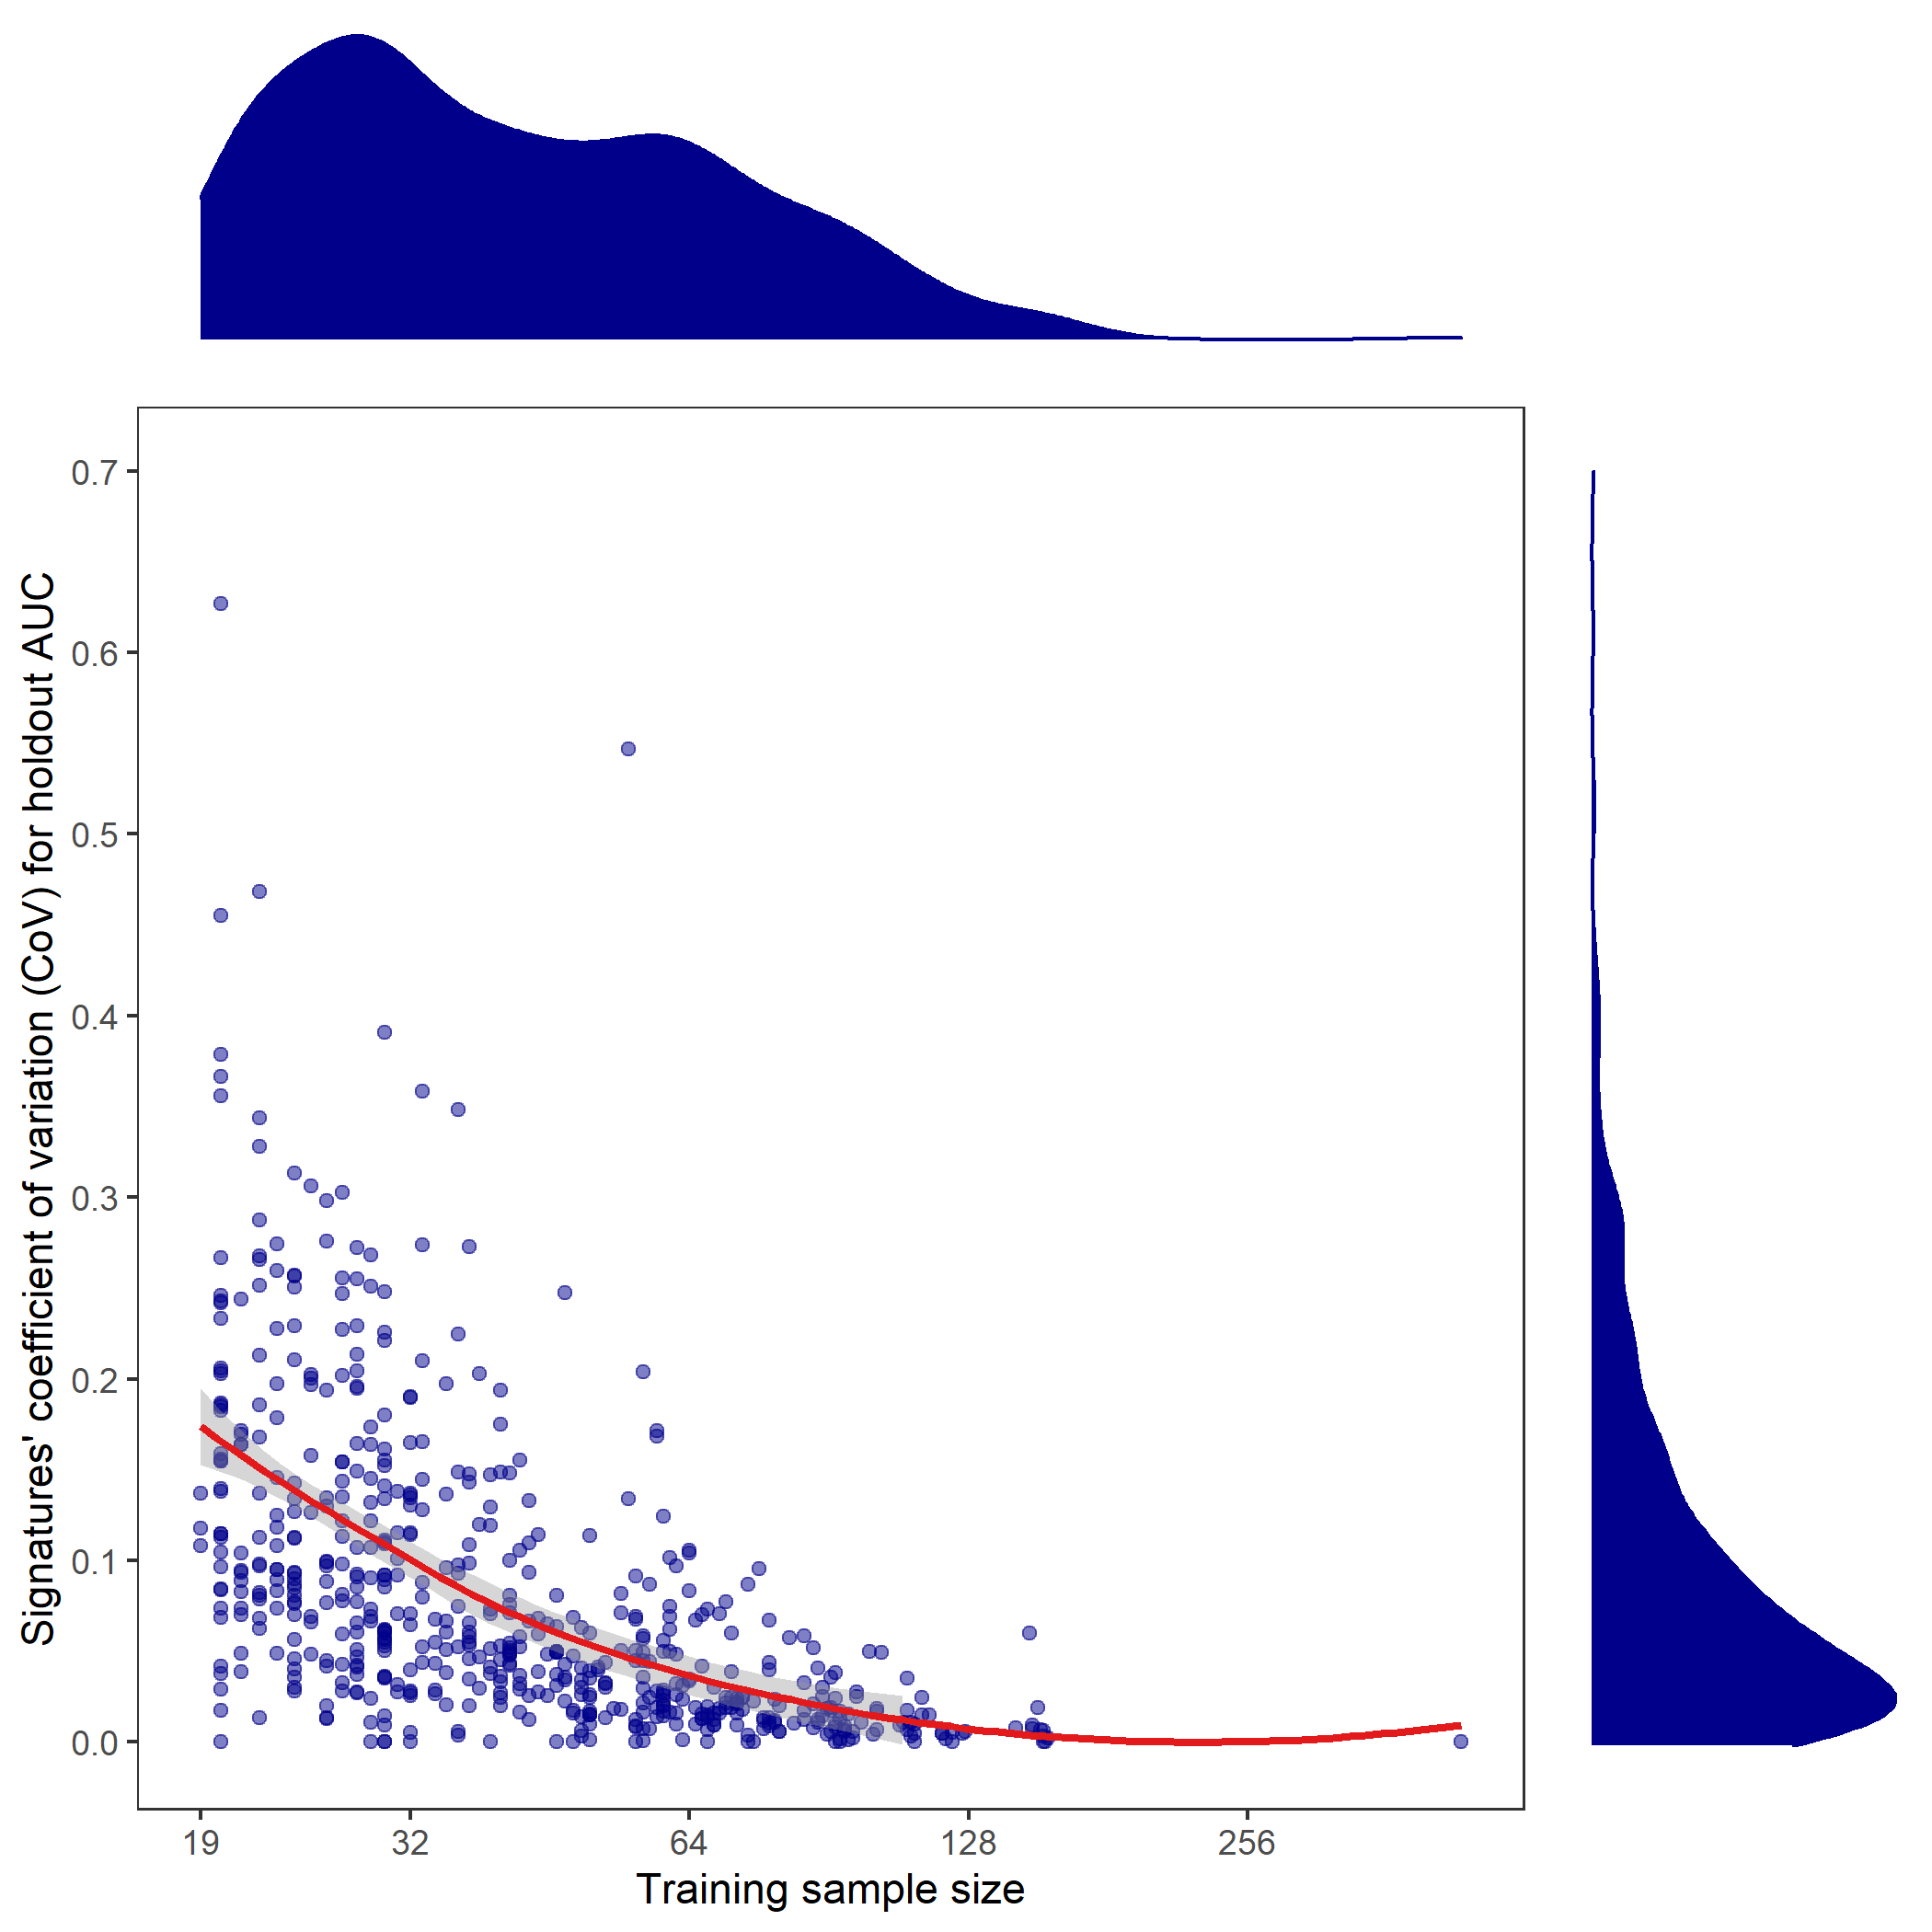 Signatures' coefficient of variation (CoV) for holdout AUC
0.7
0.6
0.5
0.4
0.3
0.2
0.1
0.0
19 32 64 128 256
Training sample size